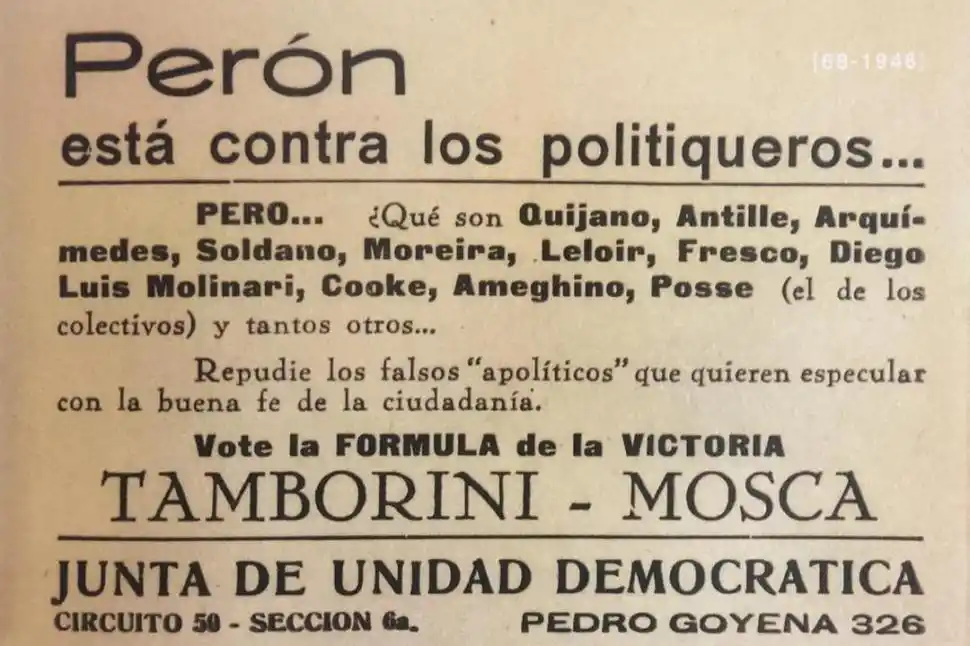 Perón
[68-1946]
está contra los politiqueros...
PERO... ¿Qué son Quijano, Antille, Arquí-
medes, Soldano, Moreira, Leloir, Fresco, Diego
Luis Molinari, Cooke, Ameghino, Posse (el de los
colectivos) y tantos otros...
Repudie los falsos "apolíticos" que quieren especular
con la buena fe de la ciudadanía.
Vote la FORMULA de la VICTORIA
TAMBORINI - MOSCA
JUNTA DE UNIDAD DEMOCRATICA
CIRCUITO 50 - SECCION 6a. PEDRO GOYENA 326